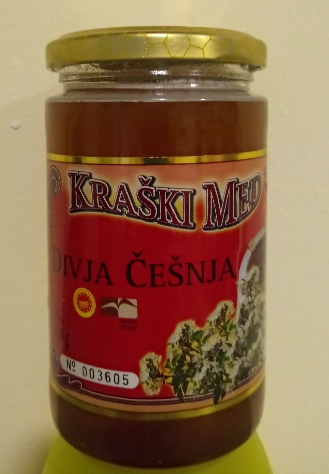 KRAŠKI MED
DIVJA ČEŠNJA
Nº 003605